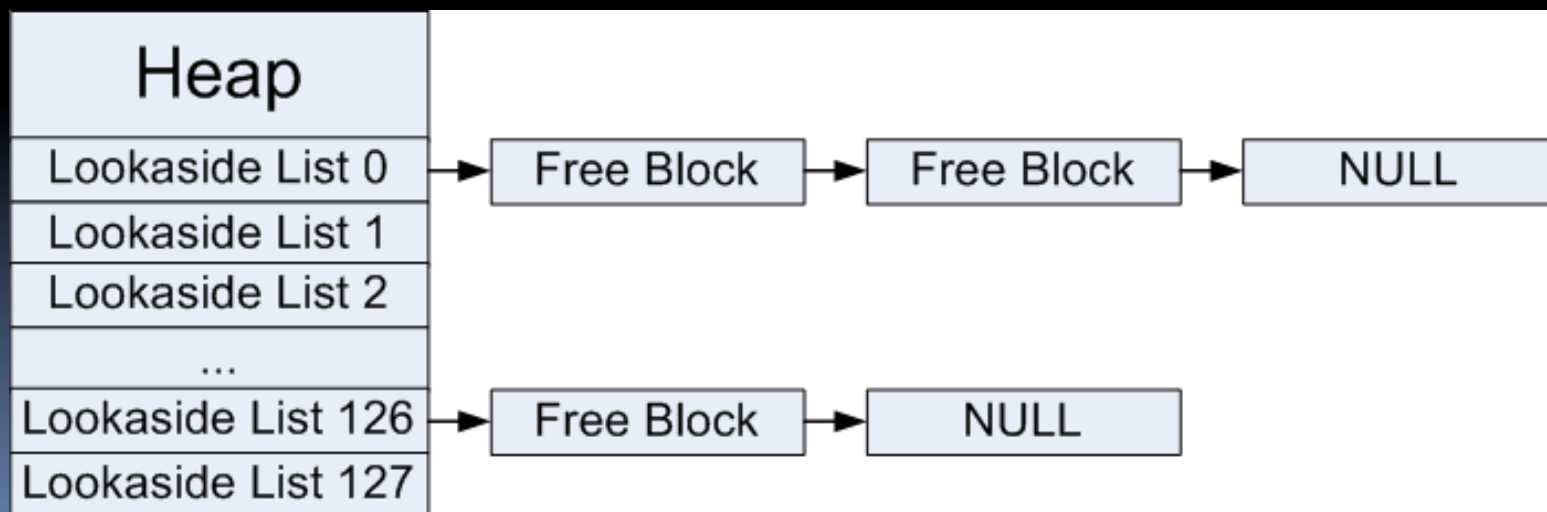 Heap
Lookaside List 0
Free Block
Free Block
NULL
Lookaside List 1
Lookaside List 2
...
Lookaside List 126
Free Block
NULL
Lookaside List 127